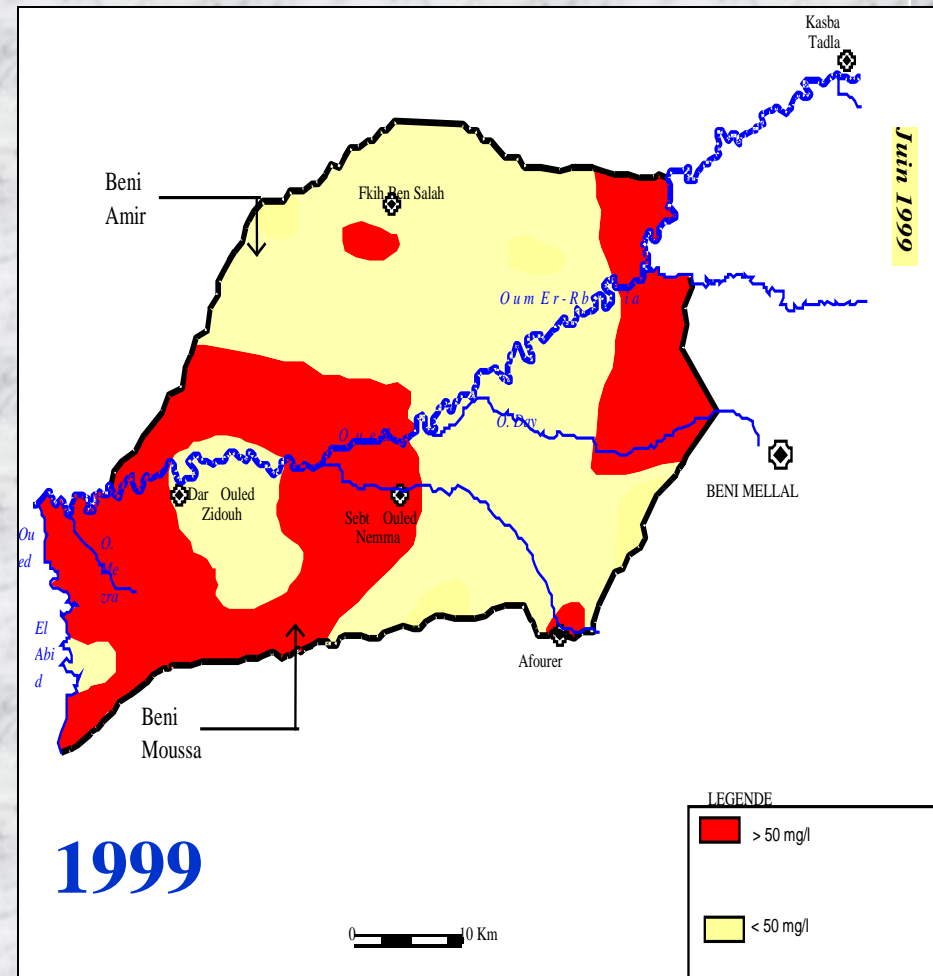 Kasba
Tadla
Juin 1999
Beni
Amir
Fkih Ben Salah
Oum Er-Rb ia
O. Day
BENI MELLAL
Dar Ouled
Zidouh
Sebt Ouled
Nemma
Ou
ed
O.
Me
zra
El
Abi
d
Afourer
Beni
Moussa
LEGENDE
> 50 mg/l
< 50 mg/l
1999
0 10 Km